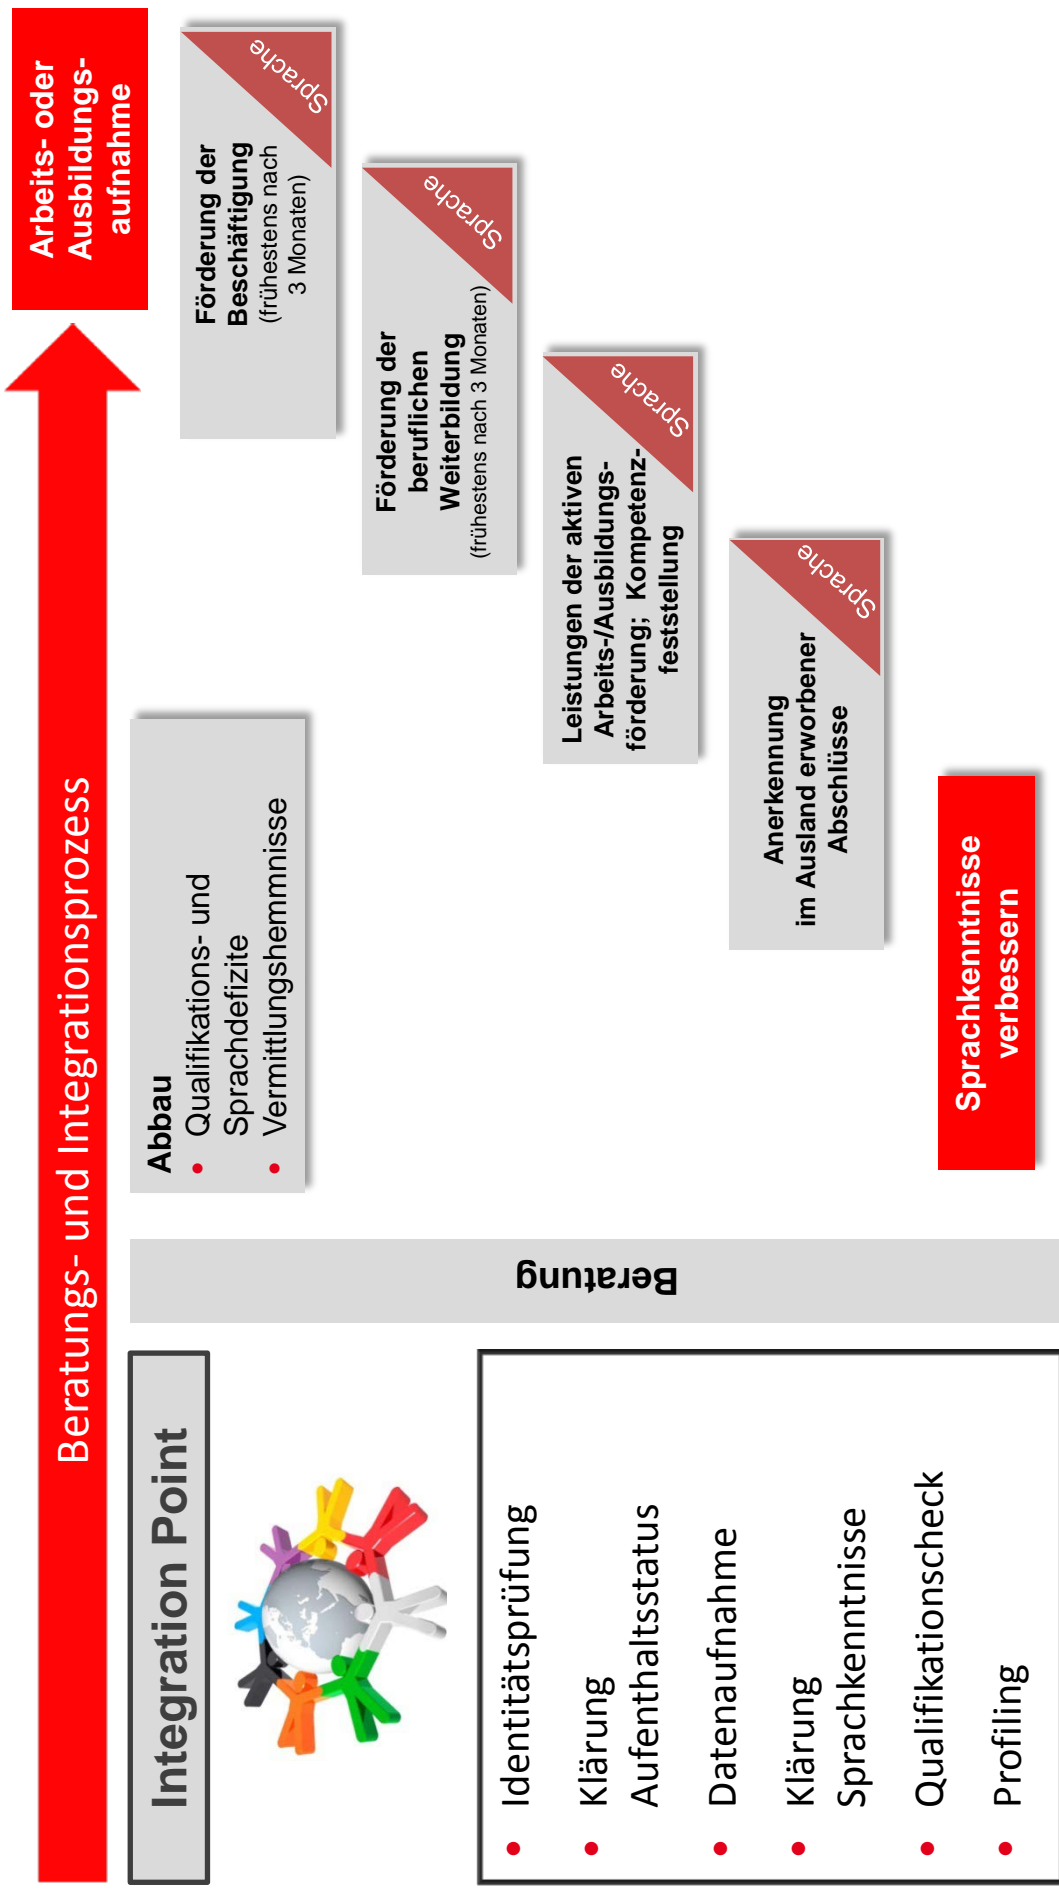 Beratungs- und Integrationsprozess
Arbeits- oder
Ausbildungs-
aufnahme
Integration Point
• Identitätsprüfung
• Klärung
Aufenthaltsstatus
• Datenaufnahme
• Klärung
Sprachkenntnisse
• Qualifikationscheck
• Profiling
Beratung
Abbau
• Qualifikations- und
Sprachdefizite
• Vermittlungshemmnisse
Sprachkenntnisse
verbessern
Anerkennung
im Ausland erworbener
Abschlüsse
Sprache
Leistungen der aktiven
Arbeits-/Ausbildungs-
förderung; Kompetenz-
feststellung
Sprache
Förderung der
beruflichen
Weiterbildung
(frühestens nach 3 Monaten)
Sprache
Förderung der
Beschäftigung
(frühestens nach
3 Monaten)
Sprache